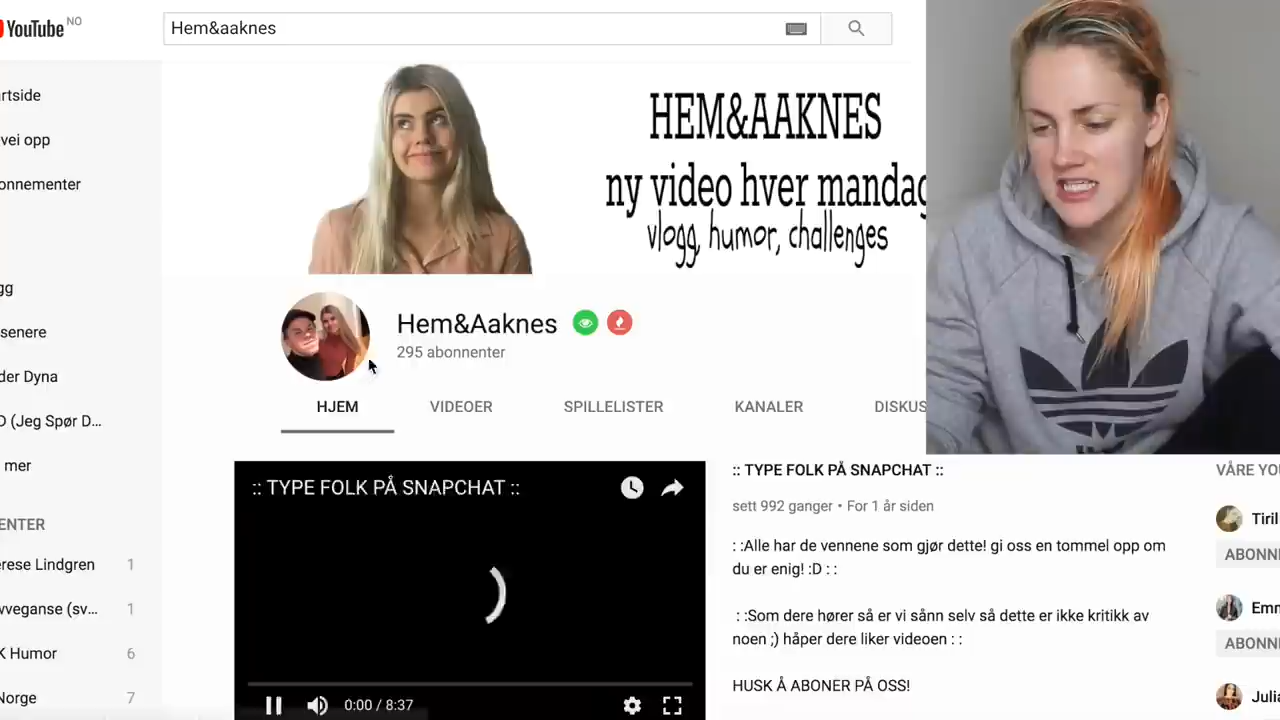 YouTube NO
Hem&aaknes
rtside
vei opp
onnementer
gg
senere
der Dyna
O (Jeg Spør D...
mer
ENTER
erese Lindgren 1
vveganse (sv... 1
K Humor 6
Norge 7
HEM&AAKNES
ny video hver mandag
vlogg, humor, challenges
Hem&Aaknes
295 abonnenter
HJEM VIDEOER SPILLELISTER KANALER DISKUS
:: TYPE FOLK PÅ SNAPCHAT ::
0:00 / 8:37
:: TYPE FOLK PÅ SNAPCHAT ::
sett 992 ganger • For 1 år siden
: :Alle har de vennene som gjør dette! gi oss en tommel opp om
du er enig! :D : :
: :Som dere hører så er vi sånn selv så dette er ikke kritikk av
noen ;) håper dere liker videoen : :
HUSK Å ABONER PÅ OSS!
VÅRE YO
Tiril
ABONN
Emm
ABONN
Julia